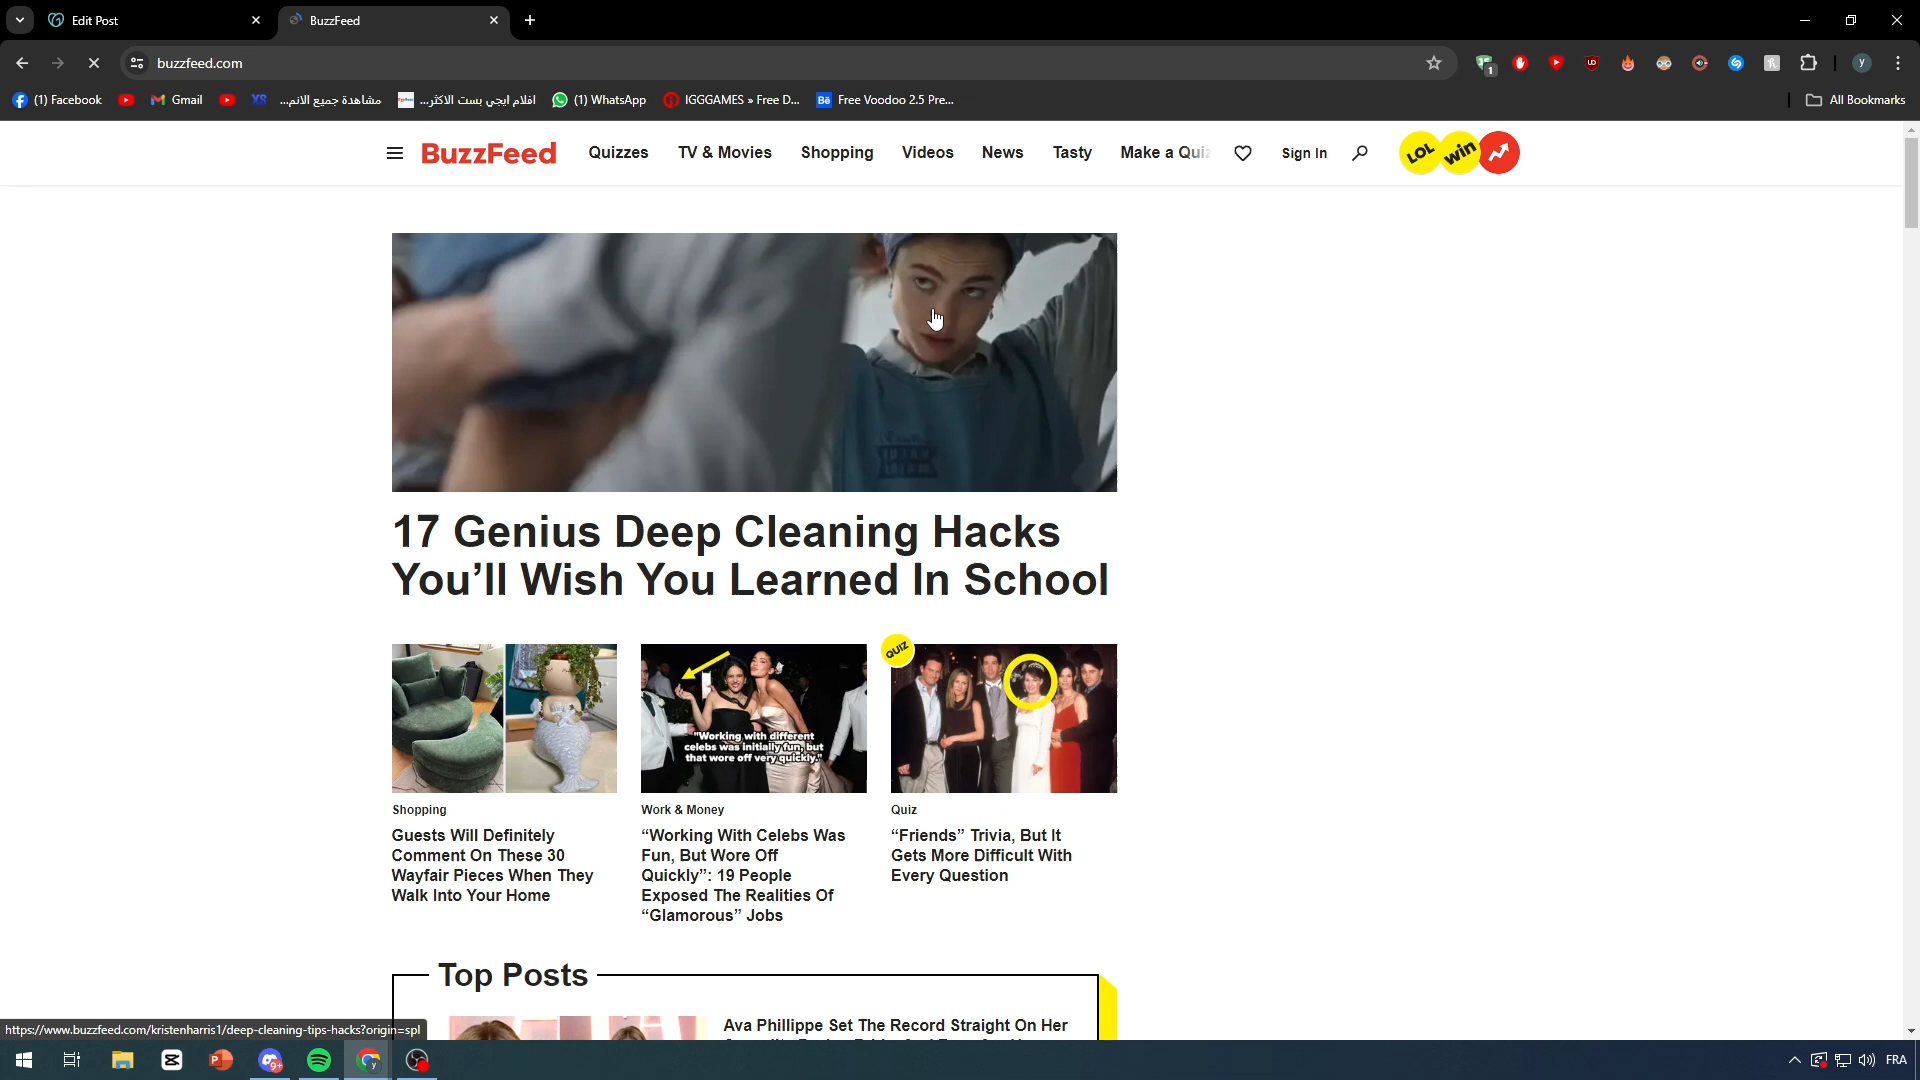 Edit Post
BuzzFeed
buzzfeed.com
1
y
(1) Facebook
Gmail
XS
مشاهدة جميع الانم...
افلام ايجي بست الاكثر...
(1) WhatsApp
IGGGAMES » Free D...
Bē Free Voodoo 2.5 Pre...
All Bookmarks
BuzzFeed
Quizzes
TV & Movies
Shopping
Videos
News
Tasty
Make a Quiz
Sign In
LOL
win
17 Genius Deep Cleaning Hacks
You’ll Wish You Learned In School
"Working with different
celebs was initially fun, but
that wore off very quickly."
QUIZ
Shopping
Guests Will Definitely
Comment On These 30
Wayfair Pieces When They
Walk Into Your Home
Work & Money
“Working With Celebs Was
Fun, But Wore Off
Quickly”: 19 People
Exposed The Realities Of
“Glamorous” Jobs
Quiz
“Friends” Trivia, But It
Gets More Difficult With
Every Question
Top Posts
Ava Phillippe Set The Record Straight On Her
https://www.buzzfeed.com/kristenharris1/deep-cleaning-tips-hacks?origin=spl
9+
FRA